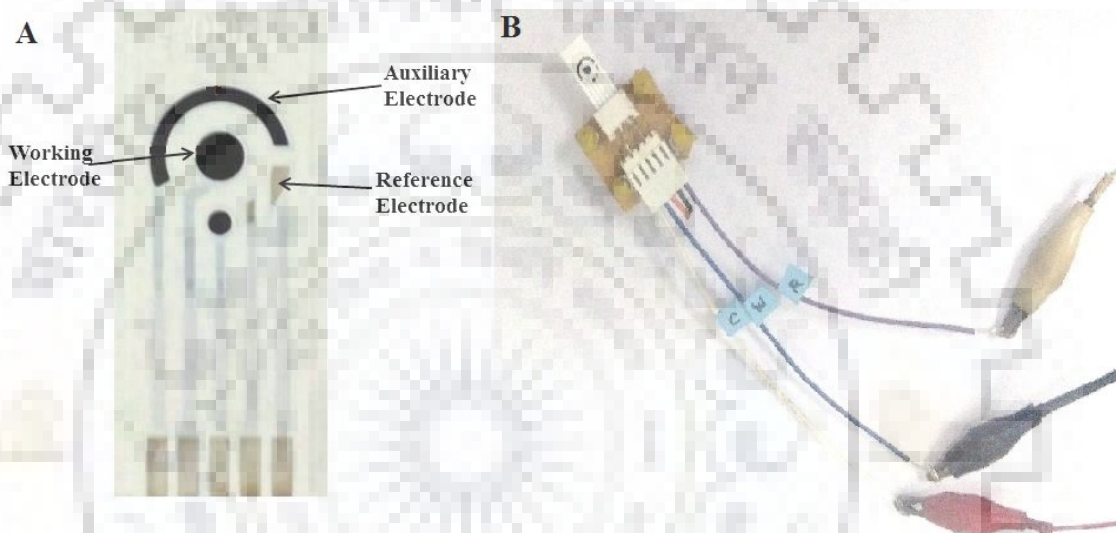 A
Auxiliary
Electrode
Working
Electrode
Reference
Electrode
B
C
W
R